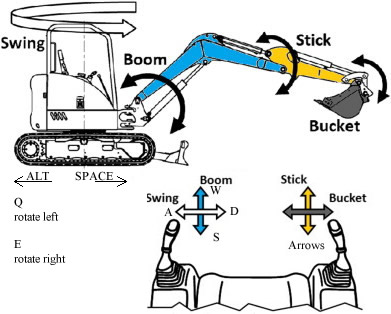 Swing
Boom
Stick
Bucket
ALT SPACE
Q
rotate left
E
rotate right
Boom
W
Swing
A D
S
Stick
Bucket
Arrows